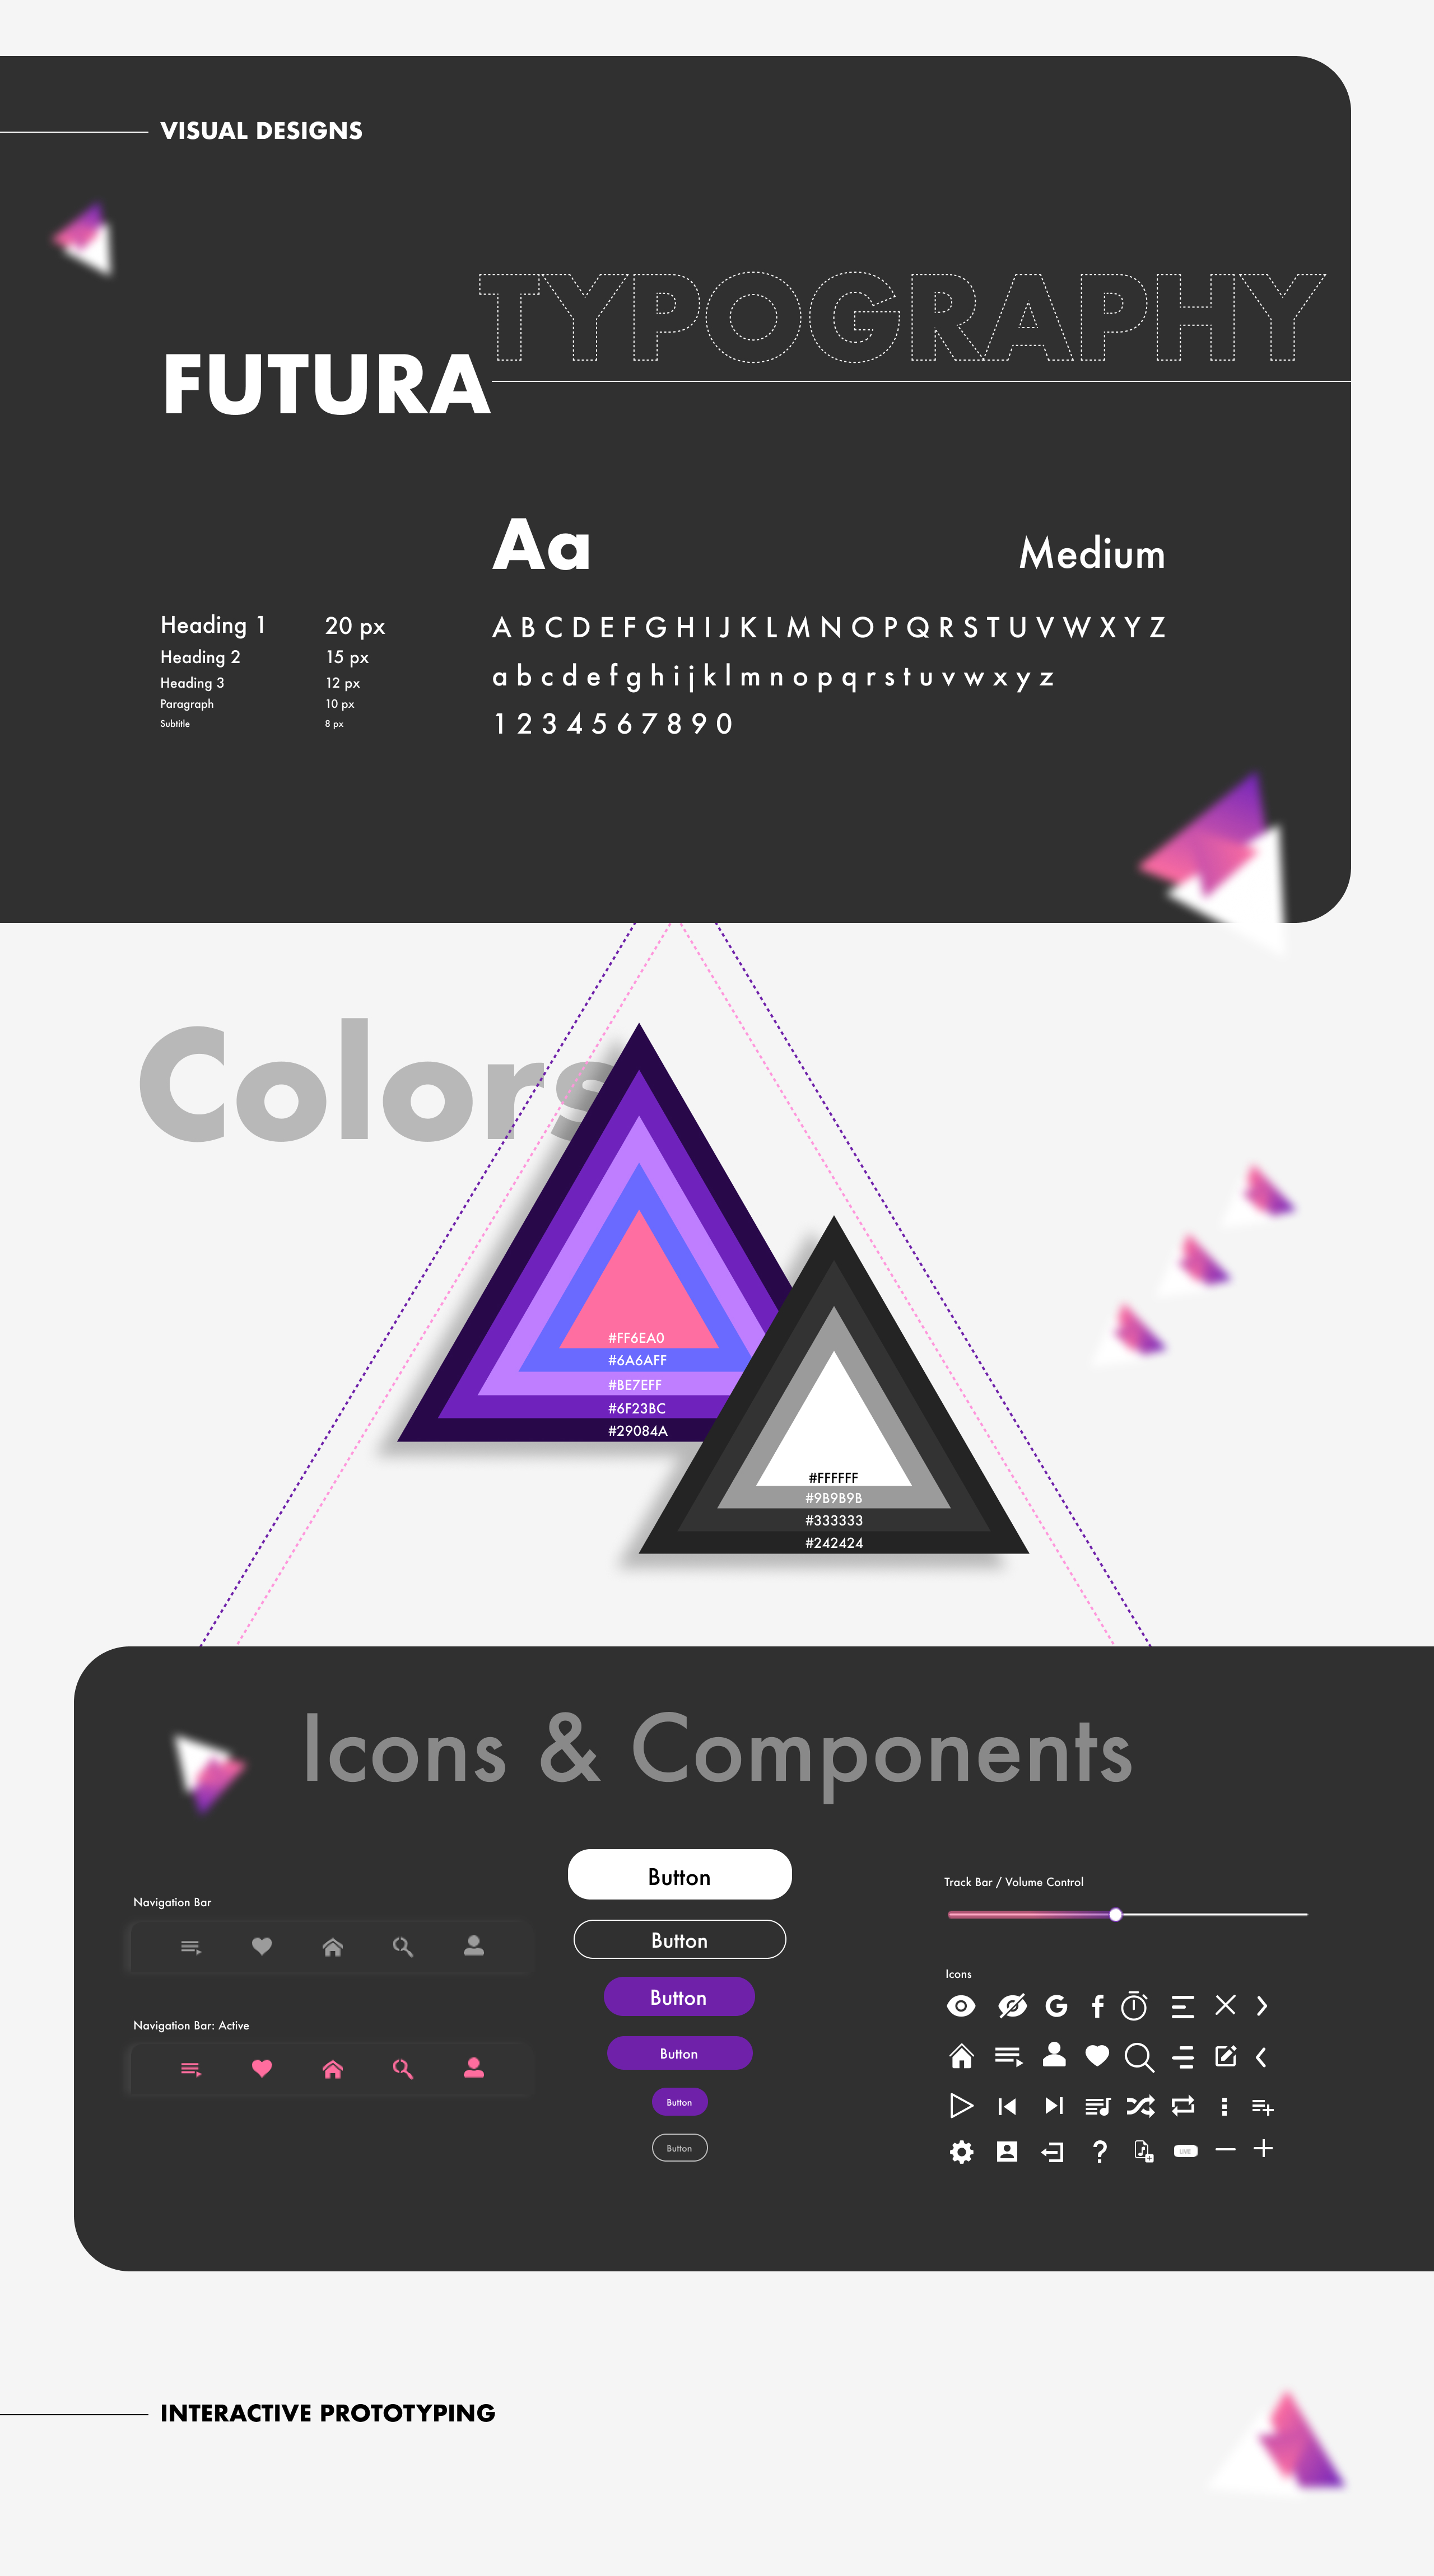 VISUAL DESIGNS
TYPOGRAPHY
FUTURA
Aa
Medium
Heading 1 20 px
Heading 2 15 px
Heading 3 12 px
Paragraph 10 px
Subtitle 8 px
A B C D E F G H I J K L M N O P Q R S T U V W X Y Z
a b c d e f g h i j k l m n o p q r s t u v w x y z
1 2 3 4 5 6 7 8 9 0
Colors
#FF6EA0
#6A6AFF
#BE7EFF
#6F23BC
#29084A
#FFFFFF
#9B9B9B
#333333
#242424
Icons & Components
Navigation Bar
Navigation Bar: Active
Button
Button
Button
Button
Button
Button
Track Bar / Volume Control
Icons
LIVE
INTERACTIVE PROTOTYPING